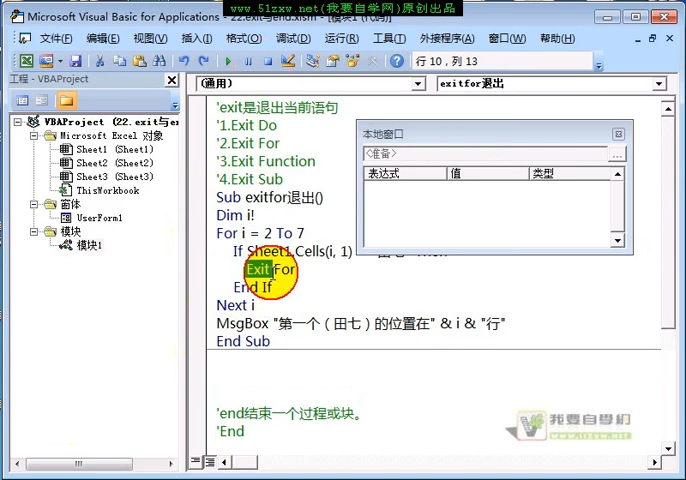 www.51zxw.net(我要自学网)原创出品
Microsoft Visual Basic for Applications - 22.exit与end.xlsm - [模块1 (代码)]
文件(F) 编辑(E) 视图(V) 插入(I) 格式(O) 调试(D) 运行(R) 工具(T) 外接程序(A) 窗口(W) 帮助(H)
行 10，列 13
工程 - VBAProject
VBAProject (22.exit与e
Microsoft Excel 对象
Sheet1 (Sheet1)
Sheet2 (Sheet2)
Sheet3 (Sheet3)
ThisWorkbook
窗体
UserForm1
模块
模块1
(通用)
exitfor退出
'exit是退出当前语句
'1.Exit Do
'2.Exit For
'3.Exit Function
'4.Exit Sub
Sub exitfor退出()
Dim i!
For i = 2 To 7
If Sheet1.Cells(i, 1)
Exit For
End If
Next i
MsgBox "第一个（田七）的位置在" & i & "行"
End Sub
'end结束一个过程或块。
'End
本地窗口
<准备>
...
表达式 值 类型
我要自學網
www.51zxw.net